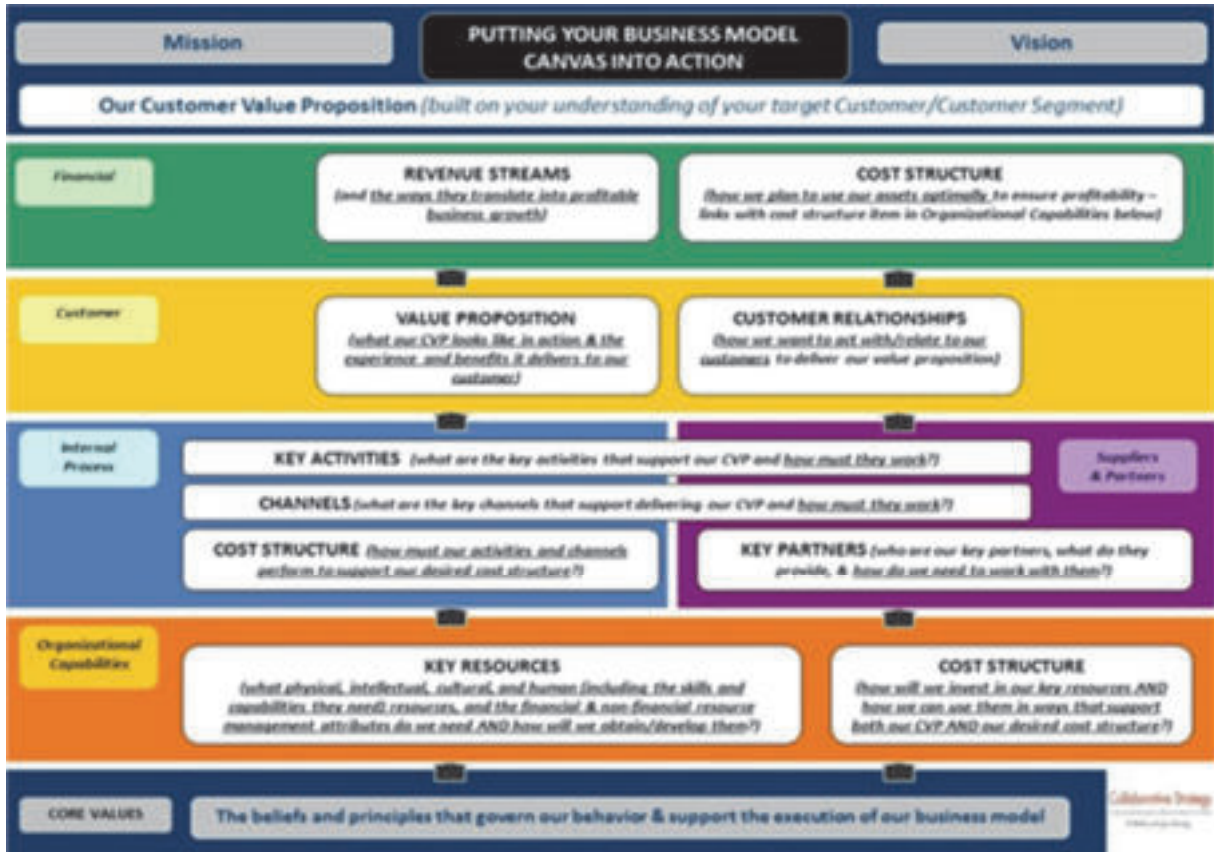 Mission
PUTTING YOUR BUSINESS MODEL
CANVAS INTO ACTION
Vision
Our Customer Value Proposition (built on your understanding of your target Customer/Customer Segment)
Financial
REVENUE STREAMS
(and the ways they translate into profitable
business growth)
COST STRUCTURE
(how we plan to use our assets optimally to ensure profitability –
links with cost structure item in Organizational Capabilities below)
Customer
VALUE PROPOSITION
(what our CVP looks like in action & the
experience and benefits it delivers to our
customer)
CUSTOMER RELATIONSHIPS
(how we want to act with/relate to our
customers to deliver our value proposition)
Internal
Process
KEY ACTIVITIES (what are the key activities that support our CVP and how must they work?)
Suppliers
& Partners
CHANNELS (what are the key channels that support delivering our CVP and how must they work?)
COST STRUCTURE (how must our activities and channels
perform to support our desired cost structure?)
KEY PARTNERS (who are our key partners, what do they
provide, & how do we need to work with them?)
Organizational
Capabilities
KEY RESOURCES
(what physical, intellectual, cultural, and human (including the skills and
capabilities they need) resources, and the financial & non-financial resource
management attributes do we need AND how will we obtain/develop them?)
COST STRUCTURE
(how will we invest in our key resources AND
how we can use them in ways that support
both our CVP AND our desired cost structure?)
CORE VALUES
The beliefs and principles that govern our behavior & support the execution of our business model
Collaborative Strategy